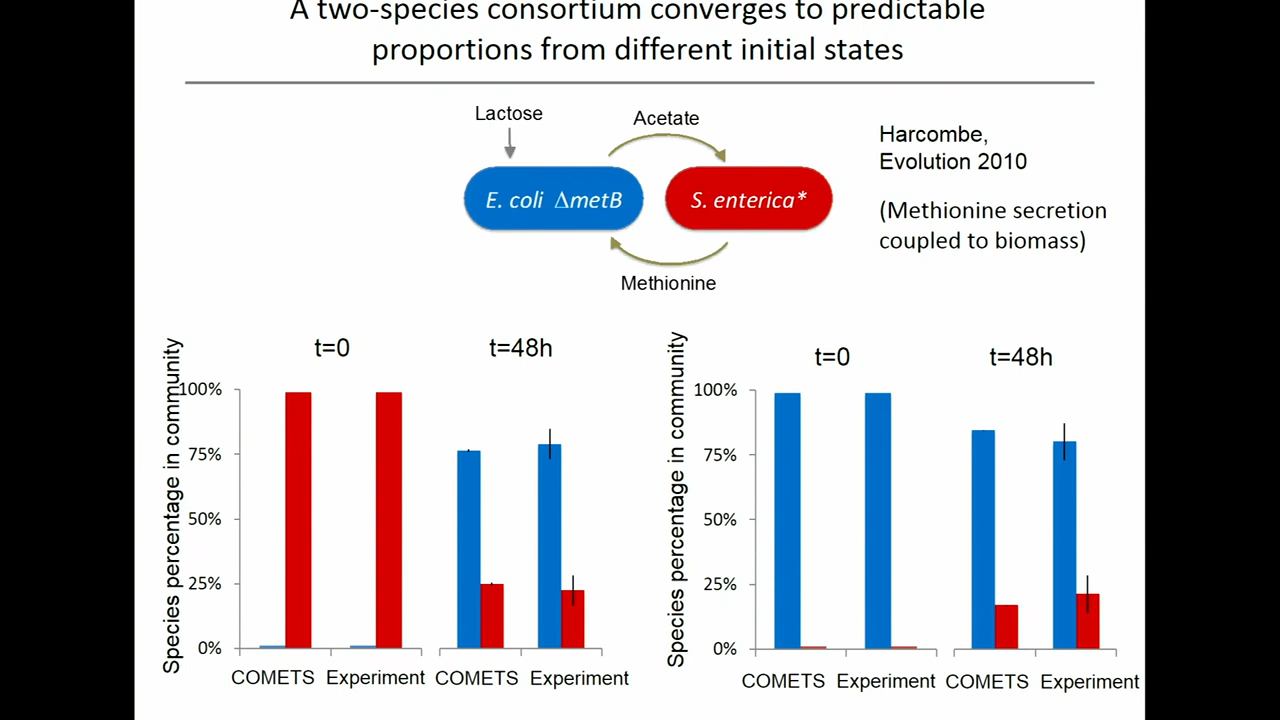 A two-species consortium converges to predictable
proportions from different initial states
Lactose
Acetate
Harcombe,
Evolution 2010
E. coli ΔmetB
S. enterica*
(Methionine secretion
coupled to biomass)
Methionine
Species percentage in community
t=0
t=48h
100%
75%
50%
25%
0%
COMETS
Experiment
COMETS
Experiment
Species percentage in community
t=0
t=48h
100%
75%
50%
25%
0%
COMETS
Experiment
COMETS
Experiment